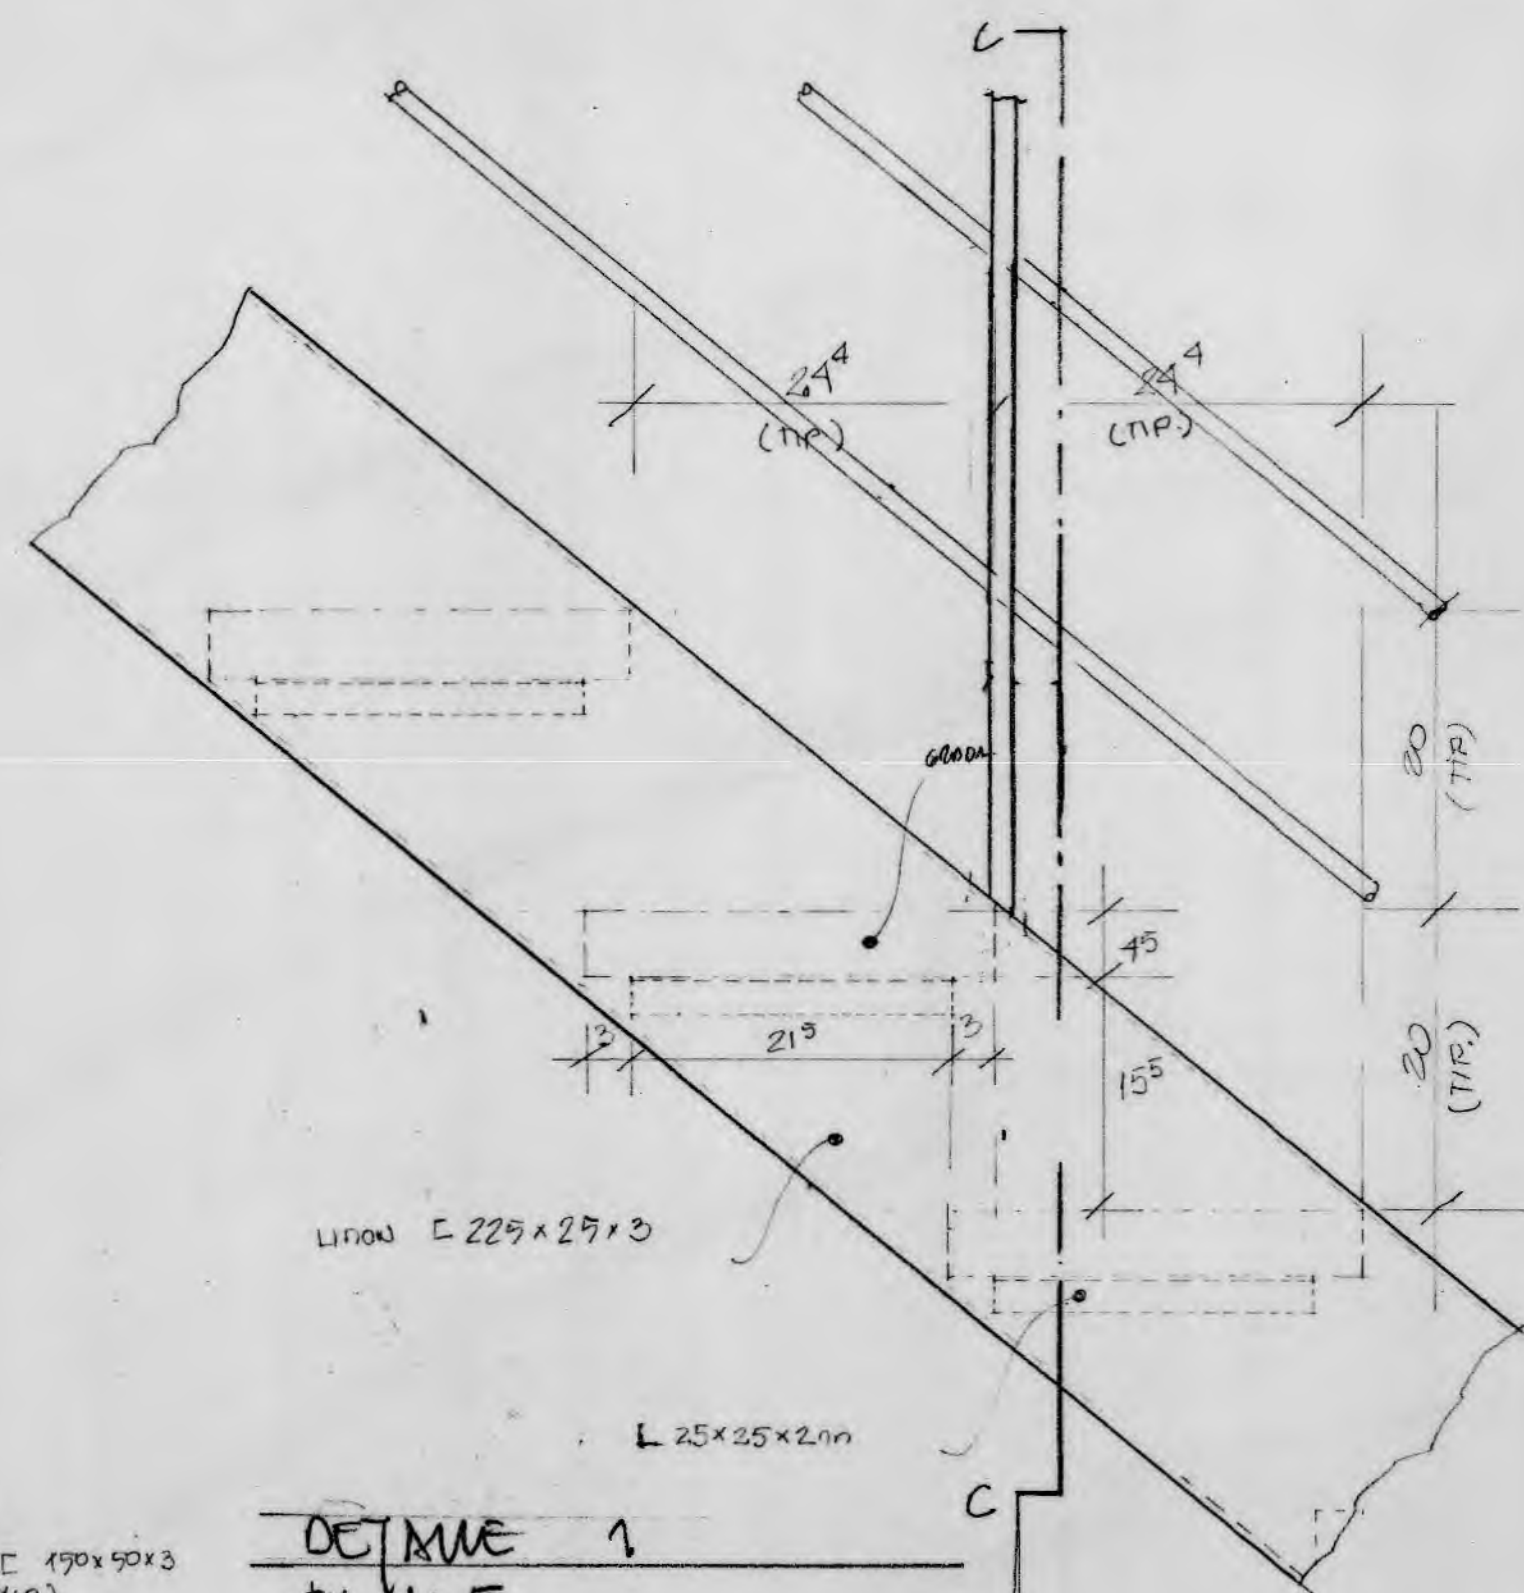 C
24⁴
(TIP.)
24⁴
(TIP.)
20
(TIP.)
GRADA
4⁵
3
21⁵
3
15⁵
20
(TIP.)
LIMON [ 225x25x3
L 25x25x2mm
C
DETALLE 1
[ 150x50x3